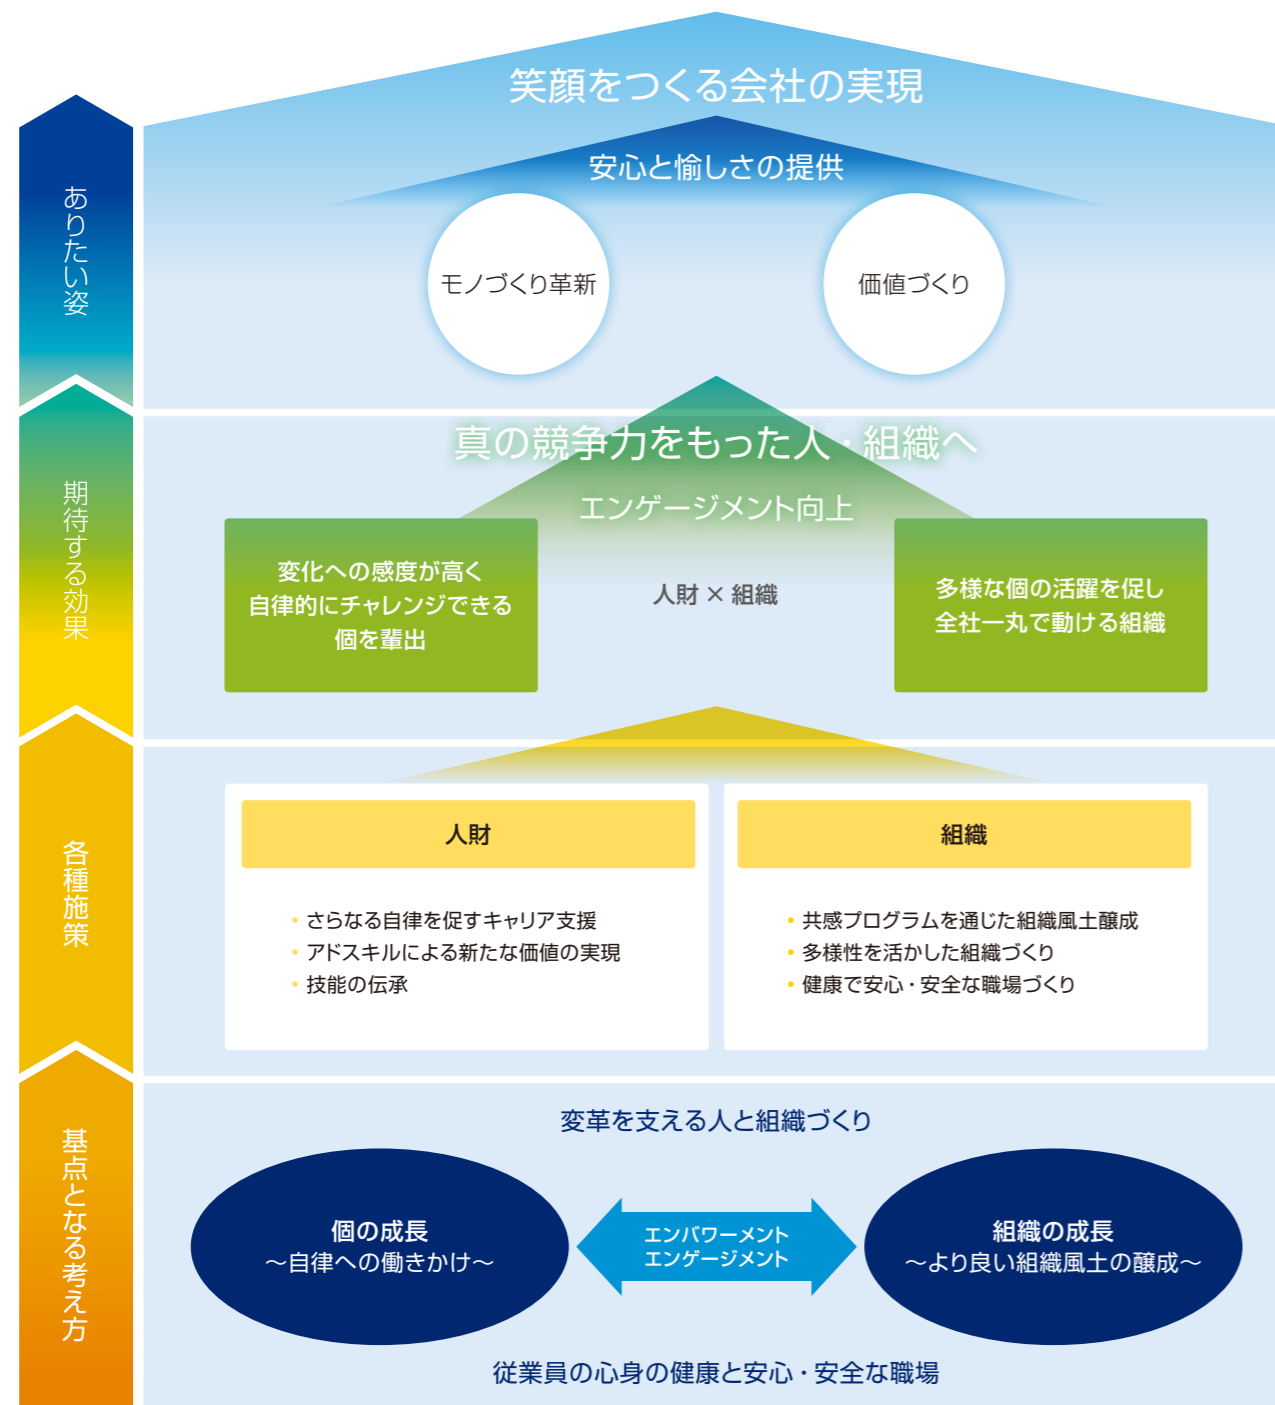 ありたい姿
笑顔をつくる会社の実現
安心と愉しさの提供
モノづくり革新
価値づくり
期待する効果
真の競争力をもった人・組織へ
エンゲージメント向上
変化への感度が高く
自律的にチャレンジできる
個を輩出
人財 × 組織
多様な個の活躍を促し
全社一丸で動ける組織
各種施策
人財
・さらなる自律を促すキャリア支援
・アドスキルによる新たな価値の実現
・技能の伝承
組織
・共感プログラムを通じた組織風土醸成
・多様性を活かした組織づくり
・健康で安心・安全な職場づくり
基点となる考え方
変革を支える人と組織づくり
個の成長
〜自律への働きかけ〜
エンパワーメント
エンゲージメント
組織の成長
〜より良い組織風土の醸成〜
従業員の心身の健康と安心・安全な職場